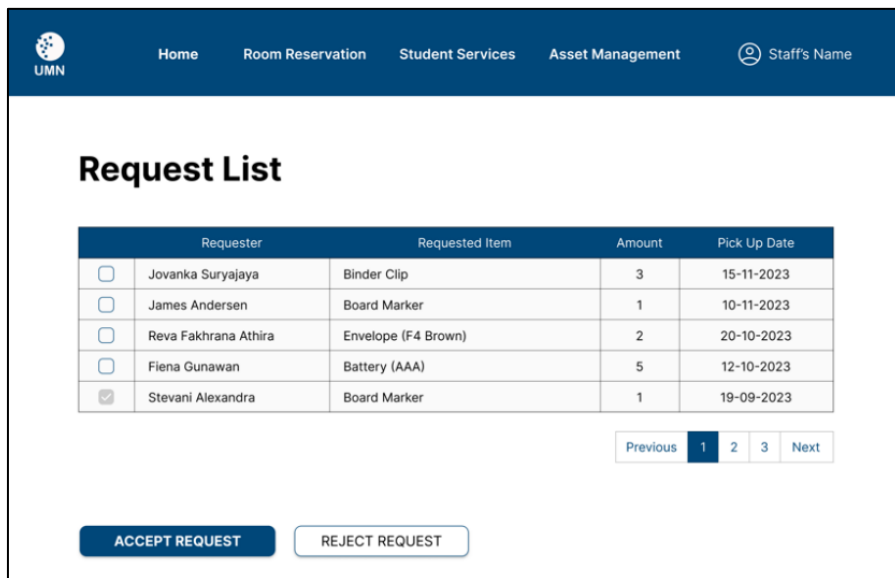 UMN
Home Room Reservation Student Services Asset Management Staff's Name
Request List
Requester Requested Item Amount Pick Up Date
Jovanka Suryajaya Binder Clip 3 15-11-2023
James Andersen Board Marker 1 10-11-2023
Reva Fakhrana Athira Envelope (F4 Brown) 2 20-10-2023
Fiena Gunawan Battery (AAA) 5 12-10-2023
Stevani Alexandra Board Marker 1 19-09-2023
Previous 1 2 3 Next
ACCEPT REQUEST REJECT REQUEST